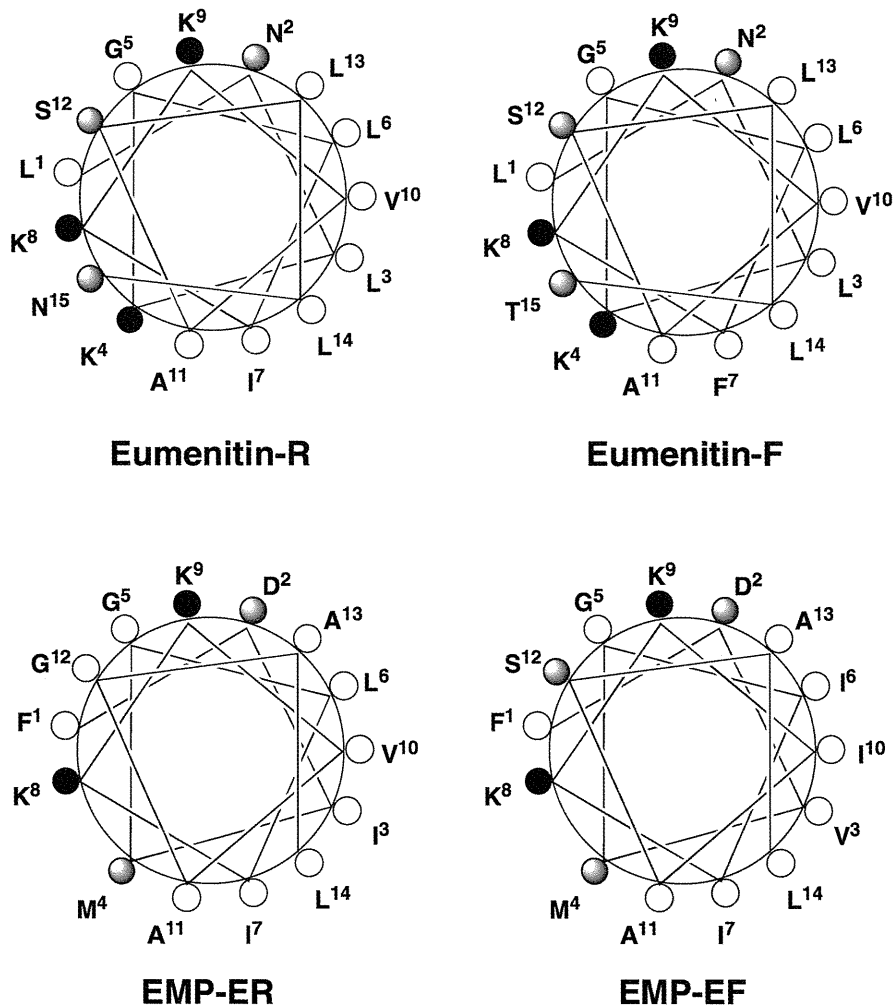 K⁹
G⁵ N²
S¹² L¹³
L¹ L⁶
K⁸ V¹⁰
N¹⁵ L³
K⁴ L¹⁴
A¹¹ I⁷
Eumenitin-R
K⁹
G⁵ N²
S¹² L¹³
L¹ L⁶
K⁸ V¹⁰
T¹⁵ L³
K⁴ L¹⁴
A¹¹ F⁷
Eumenitin-F
K⁹
G⁵ D²
G¹² A¹³
F¹ L⁶
K⁸ V¹⁰
M⁴ I³
A¹¹ I⁷ L¹⁴
EMP-ER
K⁹
G⁵ D²
S¹² A¹³
F¹ I⁶
K⁸ I¹⁰
M⁴ V³
A¹¹ I⁷ L¹⁴
EMP-EF